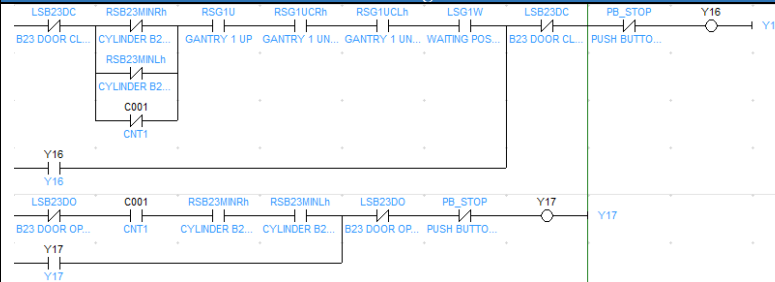 LSB23DC RSB23MINRh RSG1U RSG1UCRh RSG1UCLh LSG1W LSB23DC PB_STOP Y16
B23 DOOR CL... CYLINDER B2... GANTRY 1 UP GANTRY 1 UN... GANTRY 1 UN... WAITING POS... B23 DOOR CL... PUSH BUTTO... Y1
RSB23MINLh
CYLINDER B2...
C001
CNT1
Y16
Y16
LSB23DO C001 RSB23MINRh RSB23MINLh LSB23DO PB_STOP Y17
Y17
B23 DOOR OP... CNT1 CYLINDER B2... CYLINDER B2... B23 DOOR OP... PUSH BUTTO...
Y17
Y17